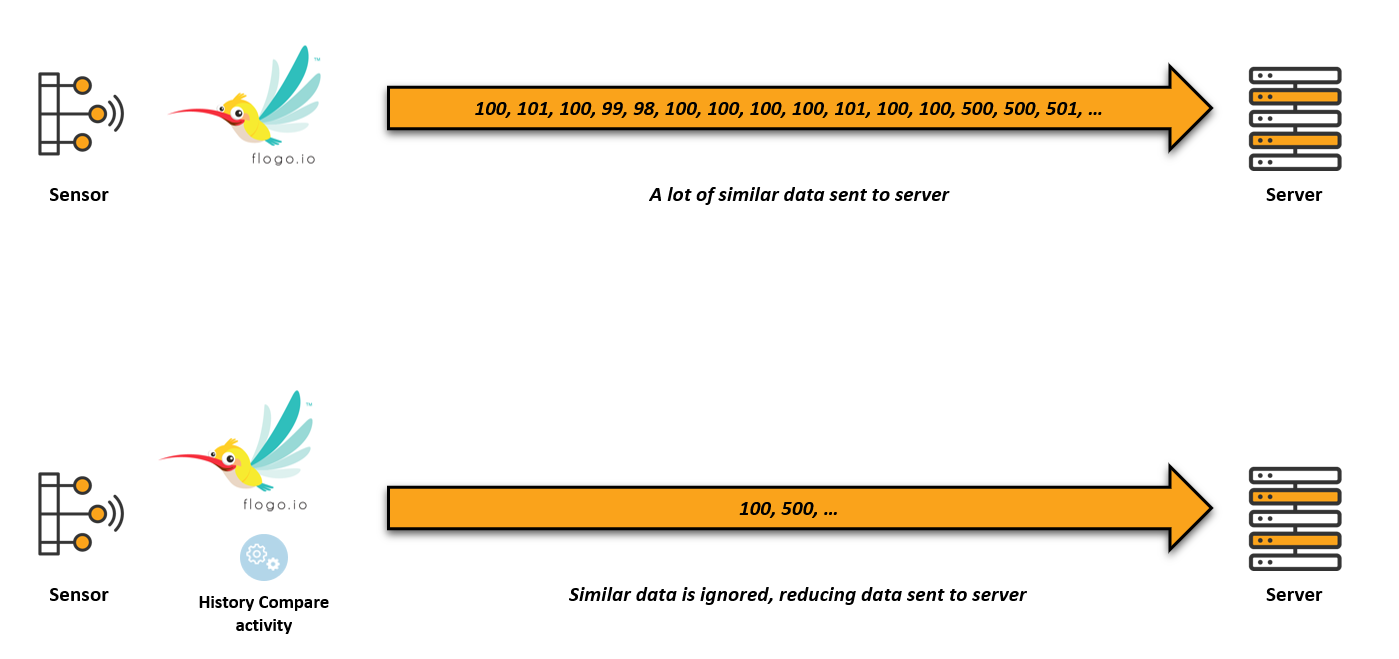 100, 101, 100, 99, 98, 100, 100, 100, 100, 101, 100, 100, 500, 500, 501, ...
™
flogo.io
Sensor
A lot of similar data sent to server
Server
™
flogo.io
100, 500, ...
Sensor
History Compare
activity
Similar data is ignored, reducing data sent to server
Server